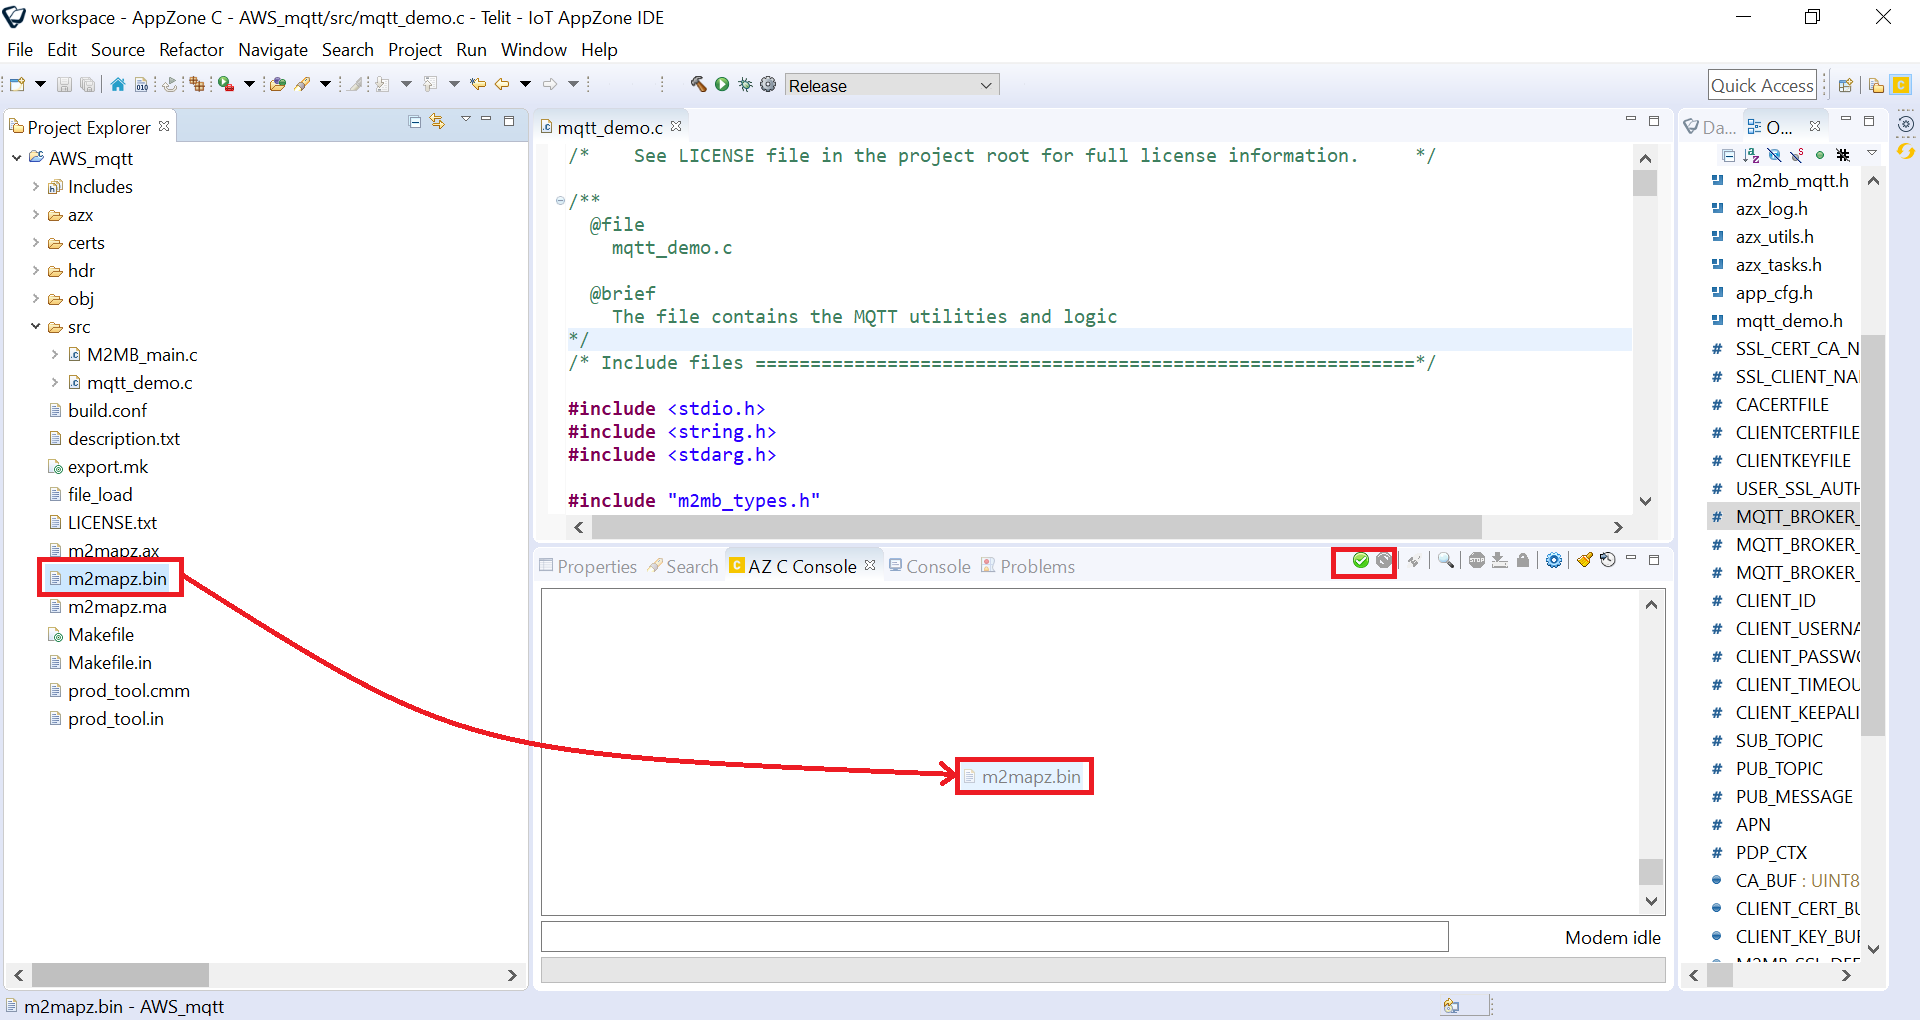 workspace - AppZone C - AWS_mqtt/src/mqtt_demo.c - Telit - IoT AppZone IDE
File Edit Source Refactor Navigate Search Project Run Window Help
Release
Quick Access
Project Explorer
AWS_mqtt
Includes
azx
certs
hdr
obj
src
M2MB_main.c
mqtt_demo.c
build.conf
description.txt
export.mk
file_load
LICENSE.txt
m2mapz.ax
m2mapz.bin
m2mapz.ma
Makefile
Makefile.in
prod_tool.cmm
prod_tool.in
mqtt_demo.c
/* See LICENSE file in the project root for full license information. */
/**
@file
mqtt_demo.c
@brief
The file contains the MQTT utilities and logic
*/
/* Include files ============================================================*/
#include <stdio.h>
#include <string.h>
#include <stdarg.h>
#include "m2mb_types.h"
Properties Search AZ C Console Console Problems
STOP
m2mapz.bin
Modem idle
Da... O...
m2mb_mqtt.h
azx_log.h
azx_utils.h
azx_tasks.h
app_cfg.h
mqtt_demo.h
# SSL_CERT_CA_N
# SSL_CLIENT_NA
# CACERTFILE
# CLIENTCERTFILE
# CLIENTKEYFILE
# USER_SSL_AUTH
# MQTT_BROKER_
# MQTT_BROKER_
# MQTT_BROKER_
# CLIENT_ID
# CLIENT_USERNA
# CLIENT_PASSWO
# CLIENT_TIMEOU
# CLIENT_KEEPALI
# SUB_TOPIC
# PUB_TOPIC
# PUB_MESSAGE
# APN
# PDP_CTX
CA_BUF : UINT8
CLIENT_CERT_BU
CLIENT_KEY_BUF
m2mapz.bin - AWS_mqtt